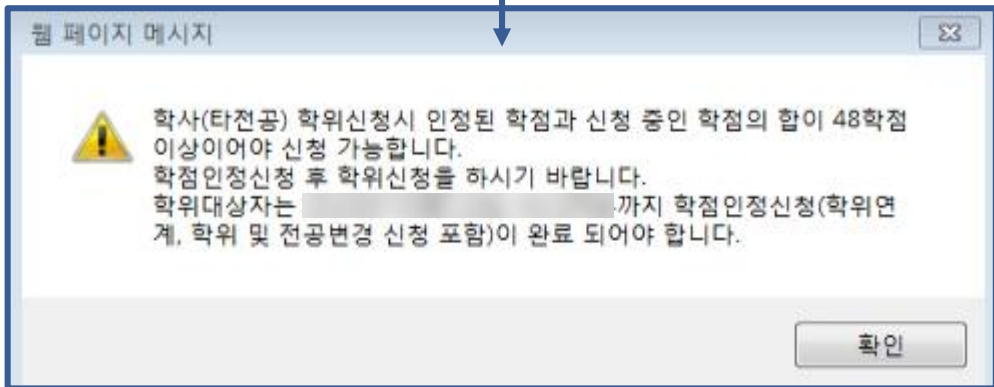 웹 페이지 메시지
학사(타전공) 학위신청시 인정된 학점과 신청 중인 학점의 합이 48학점
이상이어야 신청 가능합니다.
학점인정신청 후 학위신청을 하시기 바랍니다.
학위대상자는 까지 학점인정신청(학위연
계, 학위 및 전공변경 신청 포함)이 완료 되어야 합니다.
확인